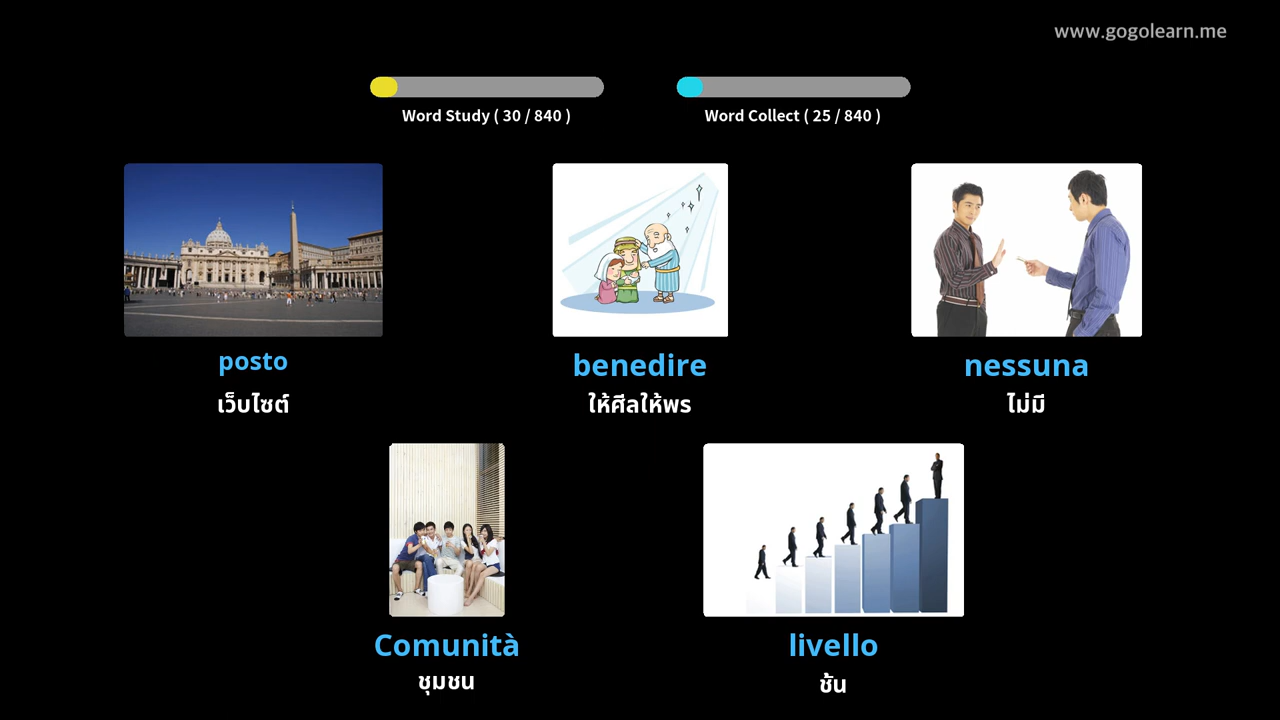 www.gogolearn.me
Word Study ( 30 / 840 )
Word Collect ( 25 / 840 )
posto
benedire
nessuna
เว็บไซต์
ให้ศีลให้พร
ไม่มี
Comunità
livello
ชุมชน
ชั้น